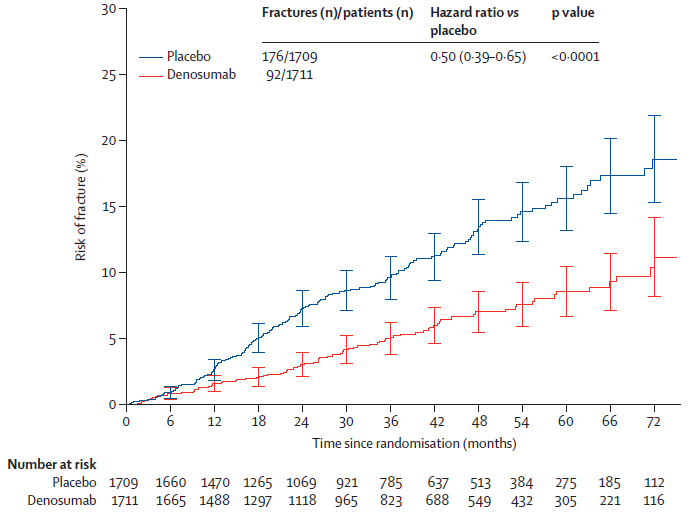 Fractures (n)/patients (n) Hazard ratio vs placebo p value
Placebo 176/1709 0·50 (0·39–0·65) <0·0001
Denosumab 92/1711
Risk of fracture (%)
30
25
20
15
10
5
0
0 6 12 18 24 30 36 42 48 54 60 66 72
Time since randomisation (months)
Number at risk
Placebo 1709 1660 1470 1265 1069 921 785 637 513 384 275 185 112
Denosumab 1711 1665 1488 1297 1118 965 823 688 549 432 305 221 116